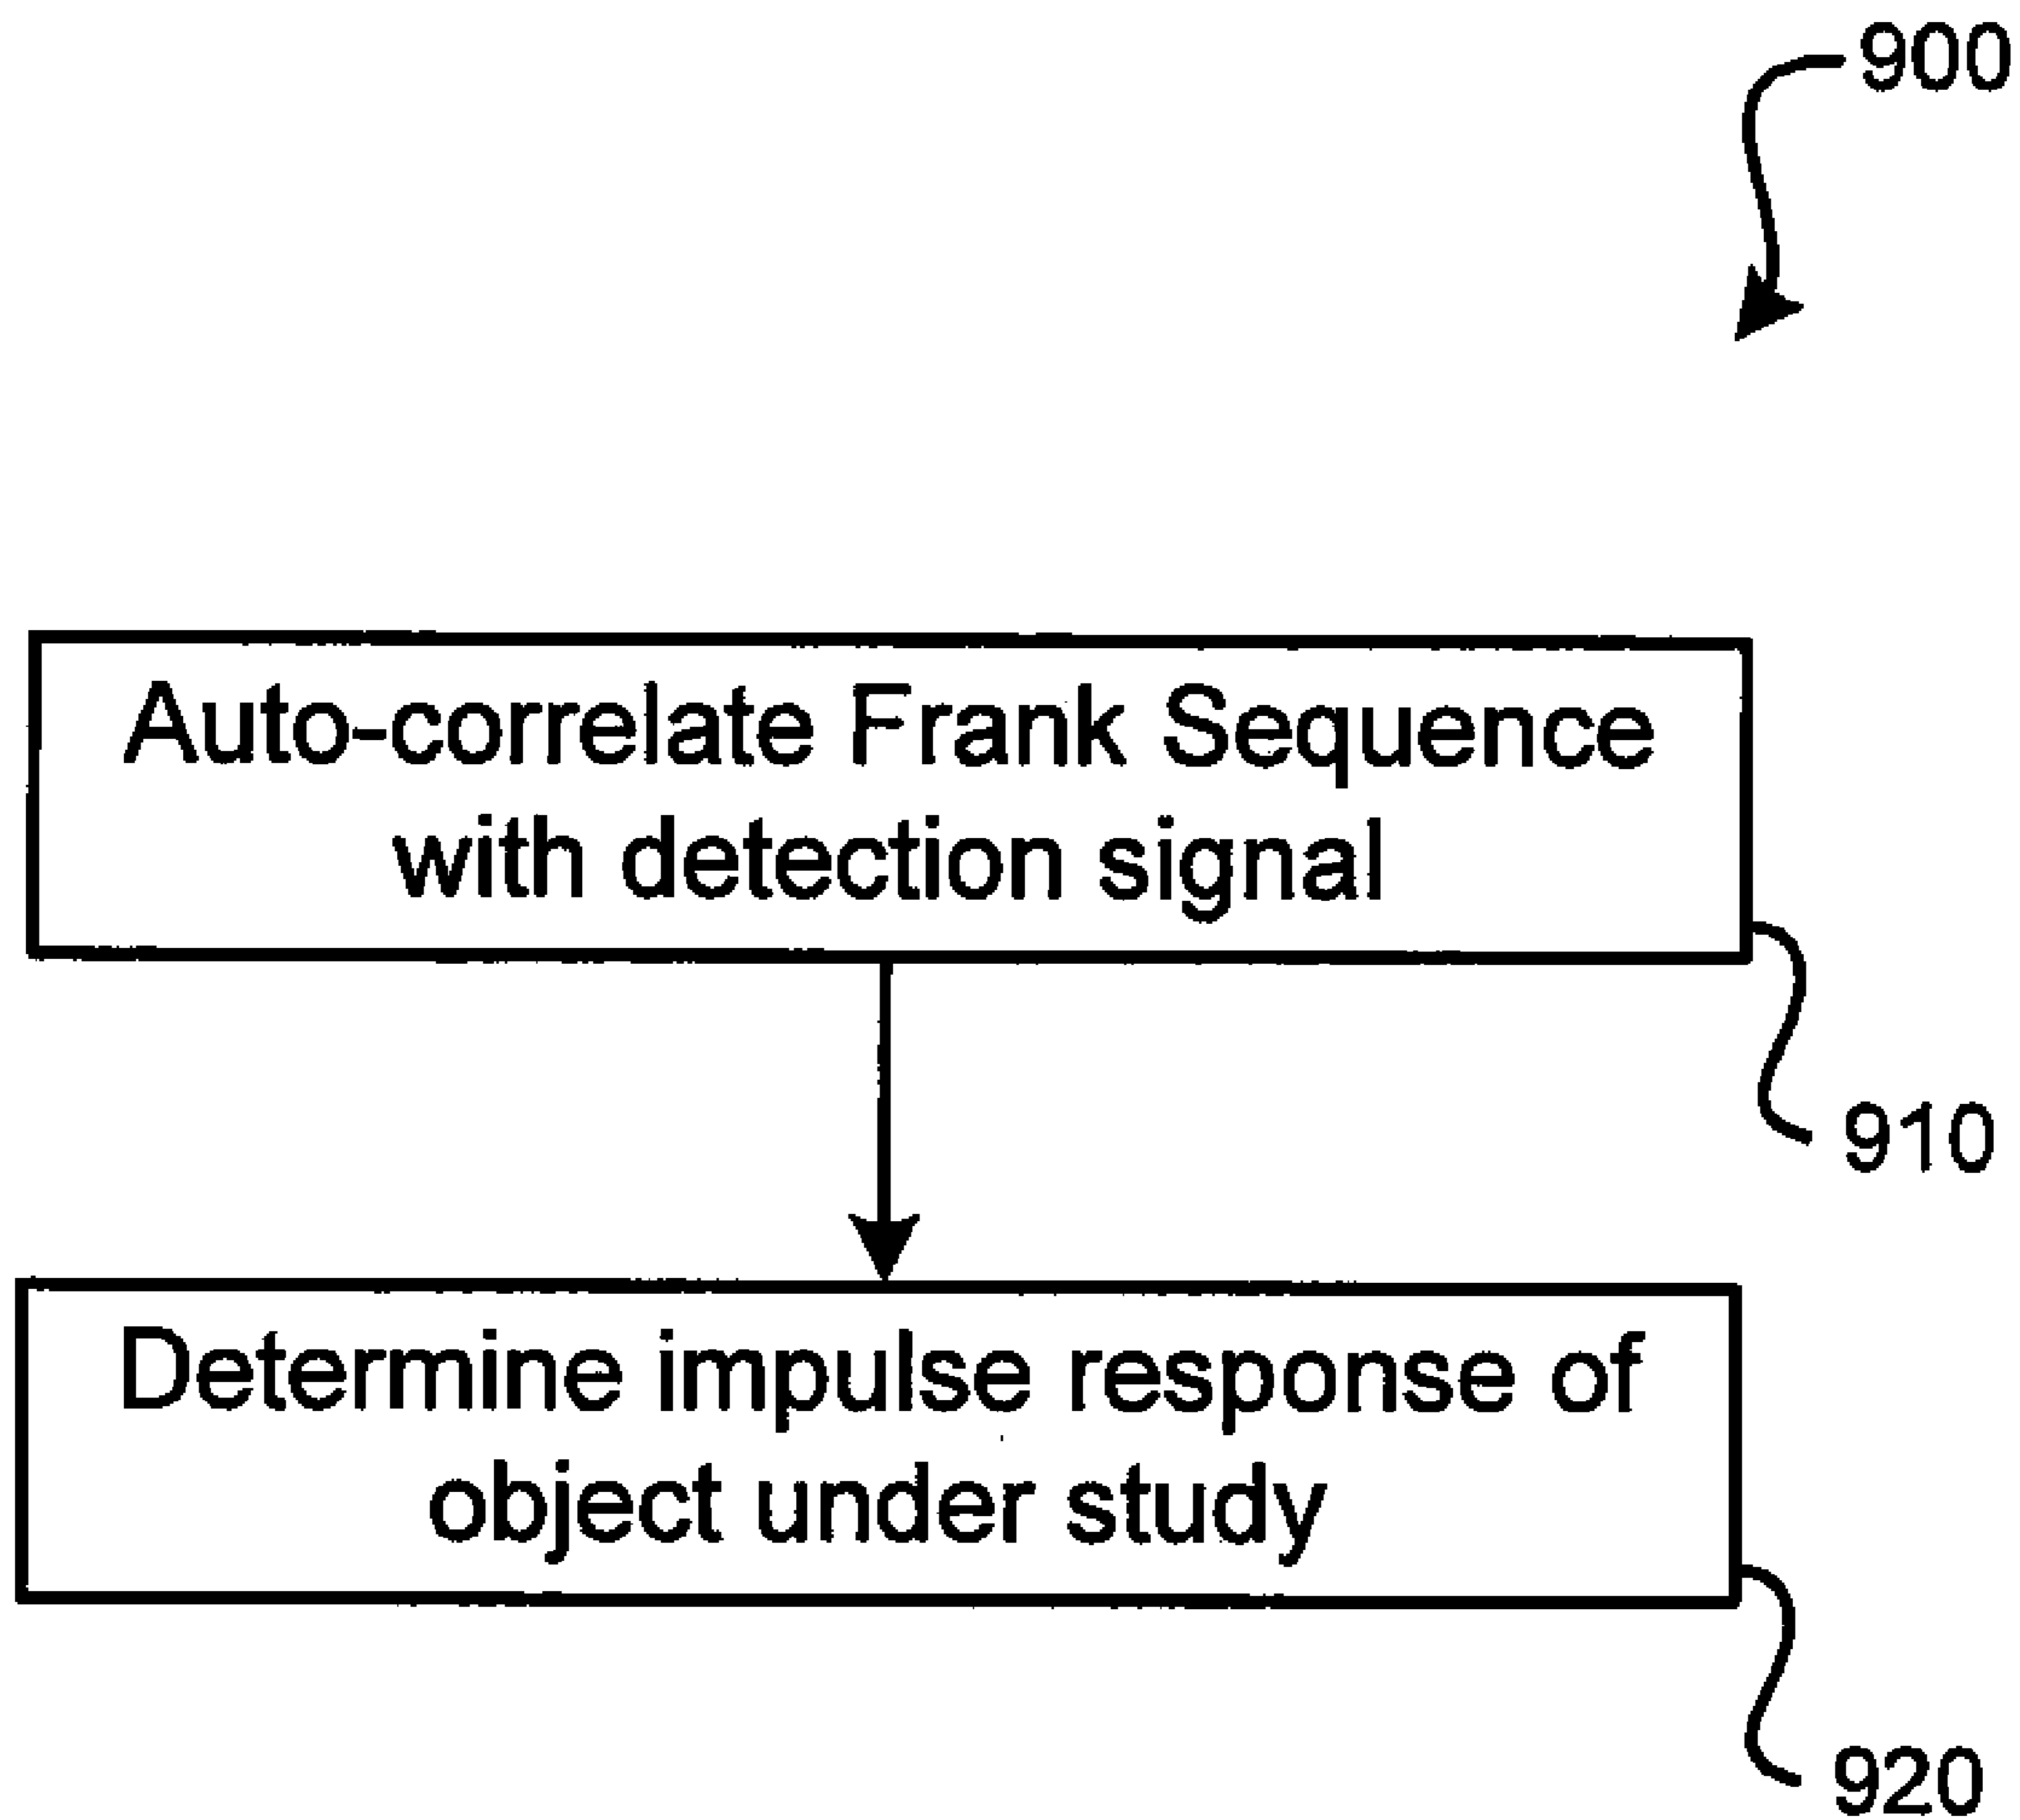 900
Auto-correlate Frank Sequence
with detection signal
910
Determine impulse response of
object under study
920